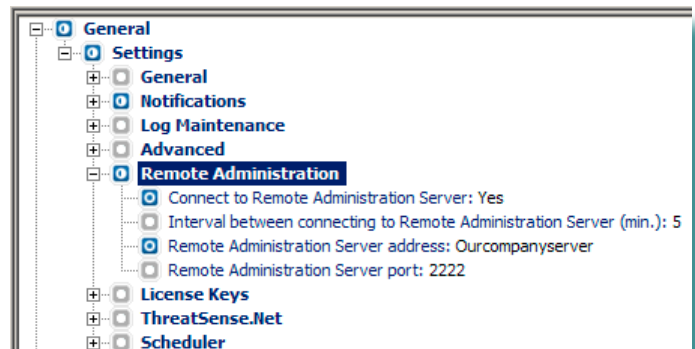 General
Settings
General
Notifications
Log Maintenance
Advanced
Remote Administration
Connect to Remote Administration Server: Yes
Interval between connecting to Remote Administration Server (min.): 5
Remote Administration Server address: Ourcompanyserver
Remote Administration Server port: 2222
License Keys
ThreatSense.Net
Scheduler